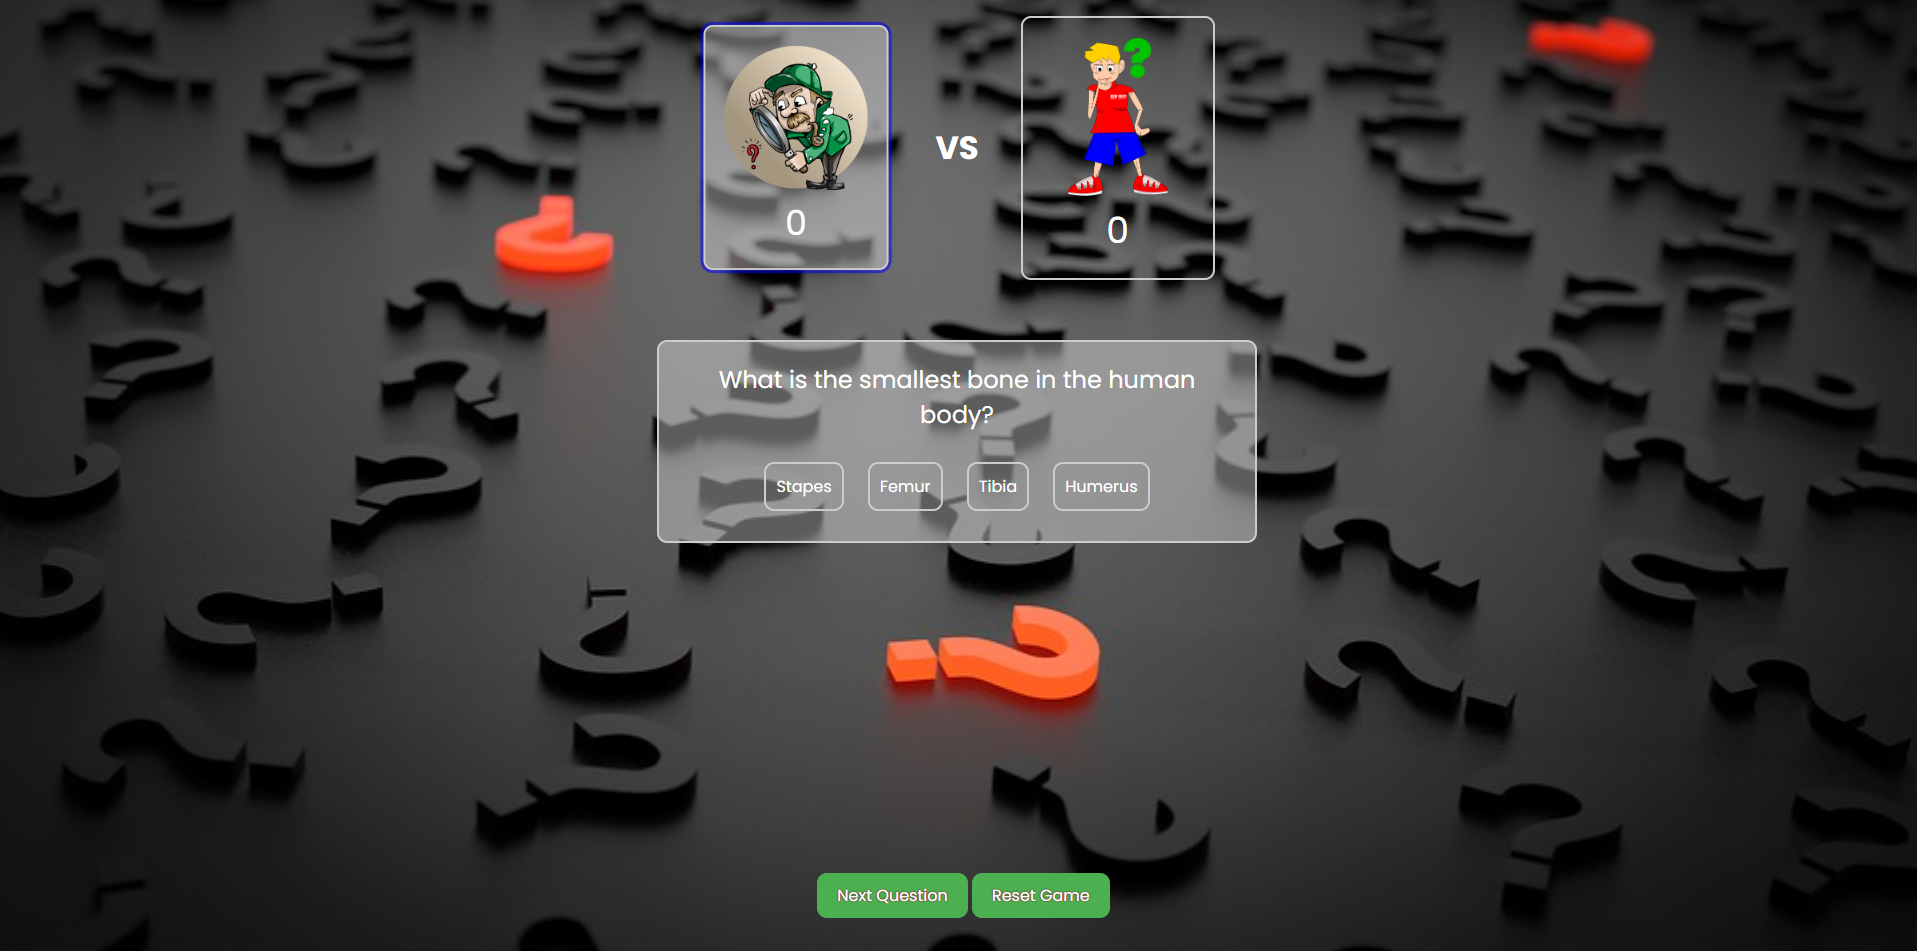 VS
0
0
What is the smallest bone in the human
body?
Stapes
Femur
Tibia
Humerus
Next Question
Reset Game